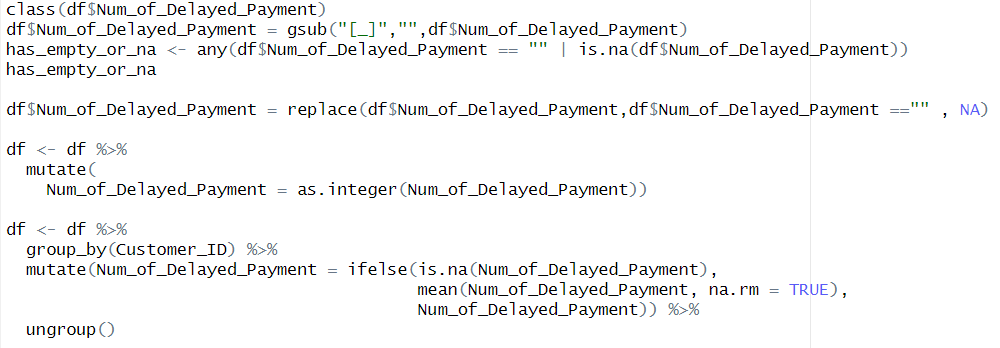 class(df$Num_of_Delayed_Payment)
df$Num_of_Delayed_Payment = gsub("[_]","",df$Num_of_Delayed_Payment)
has_empty_or_na <- any(df$Num_of_Delayed_Payment == "" | is.na(df$Num_of_Delayed_Payment))
has_empty_or_na
df$Num_of_Delayed_Payment = replace(df$Num_of_Delayed_Payment,df$Num_of_Delayed_Payment =="" , NA)
df <- df %>%
  mutate(
    Num_of_Delayed_Payment = as.integer(Num_of_Delayed_Payment))
df <- df %>%
  group_by(Customer_ID) %>%
  mutate(Num_of_Delayed_Payment = ifelse(is.na(Num_of_Delayed_Payment),
                                         mean(Num_of_Delayed_Payment, na.rm = TRUE),
                                         Num_of_Delayed_Payment)) %>%
  ungroup()